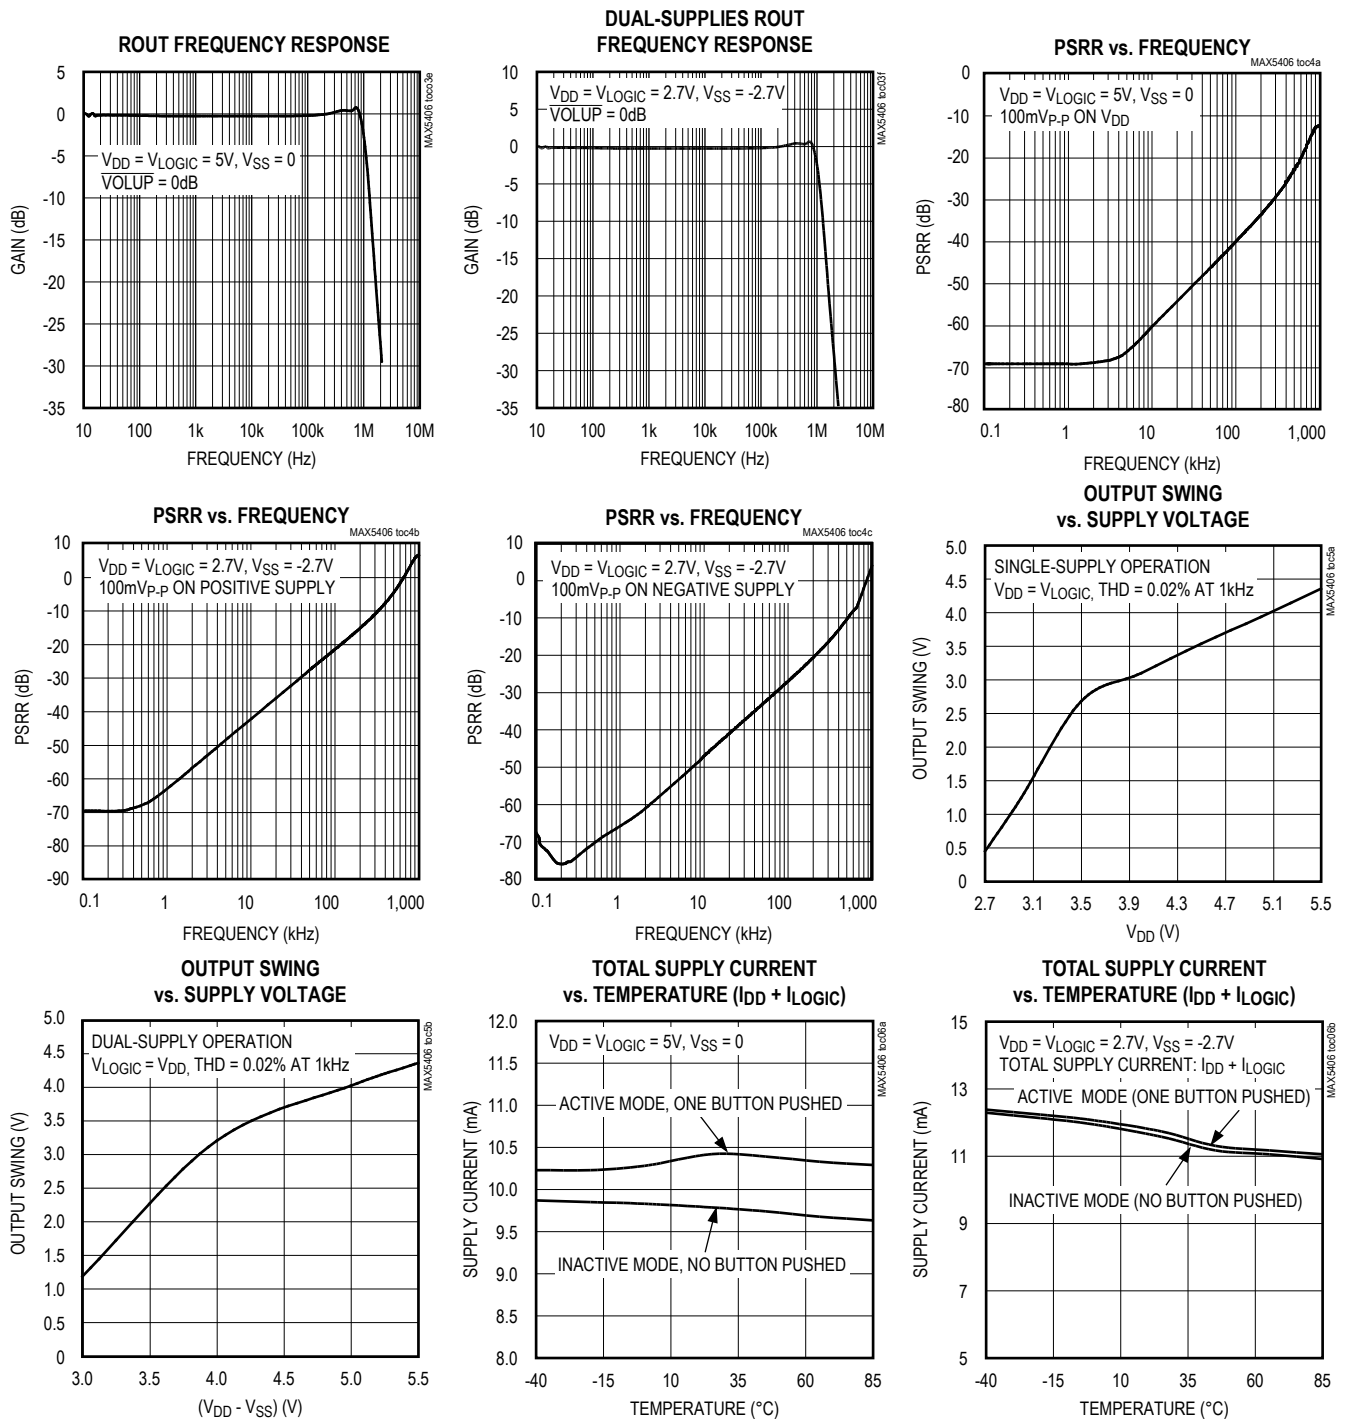 ROUT FREQUENCY RESPONSE
MAX5406 toco3e
5
0
-5
-10
-15
-20
-25
-30
-35
GAIN (dB)
VDD = VLOGIC = 5V, VSS = 0
VOLUP = 0dB
10 100 1k 10k 100k 1M 10M
FREQUENCY (Hz)
DUAL-SUPPLIES ROUT
FREQUENCY RESPONSE
MAX5406 toc03f
10
5
0
-5
-10
-15
-20
-25
-30
-35
GAIN (dB)
VDD = VLOGIC = 2.7V, VSS = -2.7V
VOLUP = 0dB
10 100 1k 10k 100k 1M 10M
FREQUENCY (Hz)
PSRR vs. FREQUENCY
MAX5406 toc4a
0
-10
-20
-30
-40
-50
-60
-70
-80
PSRR (dB)
VDD = VLOGIC = 5V, VSS = 0
100mVP-P ON VDD
0.1 1 10 100 1,000
FREQUENCY (kHz)
PSRR vs. FREQUENCY
MAX5406 toc4b
10
0
-10
-20
-30
-40
-50
-60
-70
-80
-90
PSRR (dB)
VDD = VLOGIC = 2.7V, VSS = -2.7V
100mVP-P ON POSITIVE SUPPLY
0.1 1 10 100 1,000
FREQUENCY (kHz)
PSRR vs. FREQUENCY
MAX5406 toc4c
10
0
-10
-20
-30
-40
-50
-60
-70
-80
PSRR (dB)
VDD = VLOGIC = 2.7V, VSS = -2.7V
100mVP-P ON NEGATIVE SUPPLY
0.1 1 10 100 1,000
FREQUENCY (kHz)
OUTPUT SWING
vs. SUPPLY VOLTAGE
MAX5406 toc5a
5.0
4.5
4.0
3.5
3.0
2.5
2.0
1.5
1.0
0.5
0
OUTPUT SWING (V)
SINGLE-SUPPLY OPERATION
VDD = VLOGIC, THD = 0.02% AT 1kHz
2.7 3.1 3.5 3.9 4.3 4.7 5.1 5.5
VDD (V)
OUTPUT SWING
vs. SUPPLY VOLTAGE
MAX5406 toc5b
5.0
4.5
4.0
3.5
3.0
2.5
2.0
1.5
1.0
0.5
0
OUTPUT SWING (V)
DUAL-SUPPLY OPERATION
VLOGIC = VDD, THD = 0.02% AT 1kHz
3.0 3.5 4.0 4.5 5.0 5.5
(VDD - VSS) (V)
TOTAL SUPPLY CURRENT
vs. TEMPERATURE (IDD + ILOGIC)
MAX5406 toc06a
12.0
11.5
11.0
10.5
10.0
9.5
9.0
8.5
8.0
SUPPLY CURRENT (mA)
VDD = VLOGIC = 5V, VSS = 0
ACTIVE MODE, ONE BUTTON PUSHED
INACTIVE MODE, NO BUTTON PUSHED
-40 -15 10 35 60 85
TEMPERATURE (°C)
TOTAL SUPPLY CURRENT
vs. TEMPERATURE (IDD + ILOGIC)
MAX5406 toc06b
15
13
11
9
7
5
SUPPLY CURRENT (mA)
VDD = VLOGIC = 2.7V, VSS = -2.7V
TOTAL SUPPLY CURRENT: IDD + ILOGIC
ACTIVE MODE (ONE BUTTON PUSHED)
INACTIVE MODE (NO BUTTON PUSHED)
-40 -15 10 35 60 85
TEMPERATURE (°C)